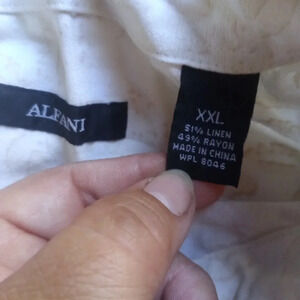 ALFANI
XXL
51% LINEN
49% RAYON
MADE IN CHINA
WPL 8046